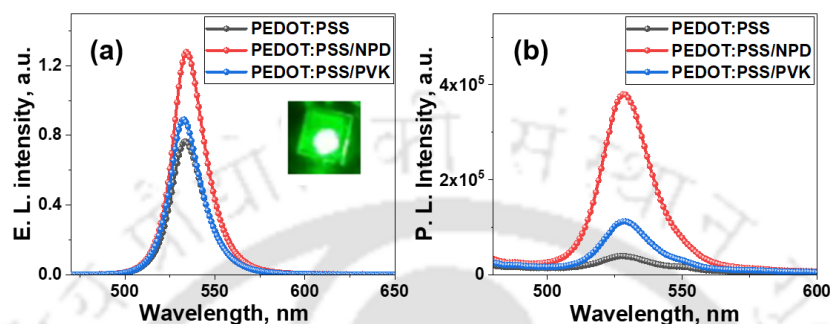 (a)
PEDOT:PSS
PEDOT:PSS/NPD
PEDOT:PSS/PVK
E. L. intensity, a.u.
1.2
0.8
0.4
0.0
500
550
600
650
Wavelength, nm
(b)
PEDOT:PSS
PEDOT:PSS/NPD
PEDOT:PSS/PVK
P. L. Intensity, a.u.
4x10⁵
2x10⁵
0
500
550
600
Wavelength, nm